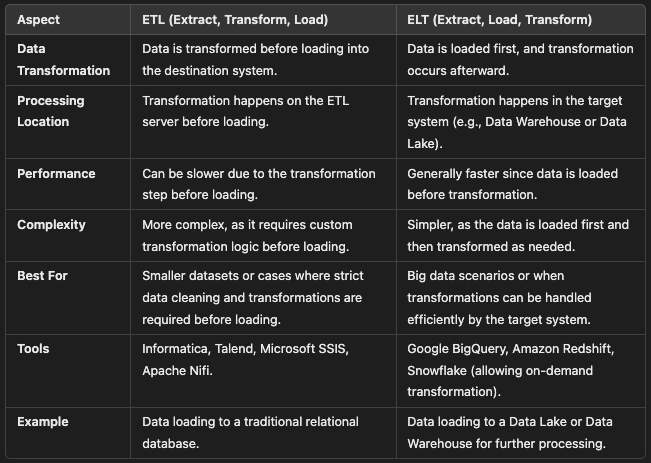 Aspect ETL (Extract, Transform, Load) ELT (Extract, Load, Transform)
Data Data is transformed before loading into Data is loaded first, and transformation
Transformation the destination system. occurs afterward.
Processing Transformation happens on the ETL Transformation happens in the target
Location server before loading. system (e.g., Data Warehouse or Data
Lake).
Performance Can be slower due to the transformation Generally faster since data is loaded
step before loading. before transformation.
Complexity More complex, as it requires custom Simpler, as the data is loaded first and
transformation logic before loading. then transformed as needed.
Best For Smaller datasets or cases where strict Big data scenarios or when
data cleaning and transformations are transformations can be handled
required before loading. efficiently by the target system.
Tools Informatica, Talend, Microsoft SSIS, Google BigQuery, Amazon Redshift,
Apache Nifi. Snowflake (allowing on-demand
transformation).
Example Data loading to a traditional relational Data loading to a Data Lake or Data
database. Warehouse for further processing.